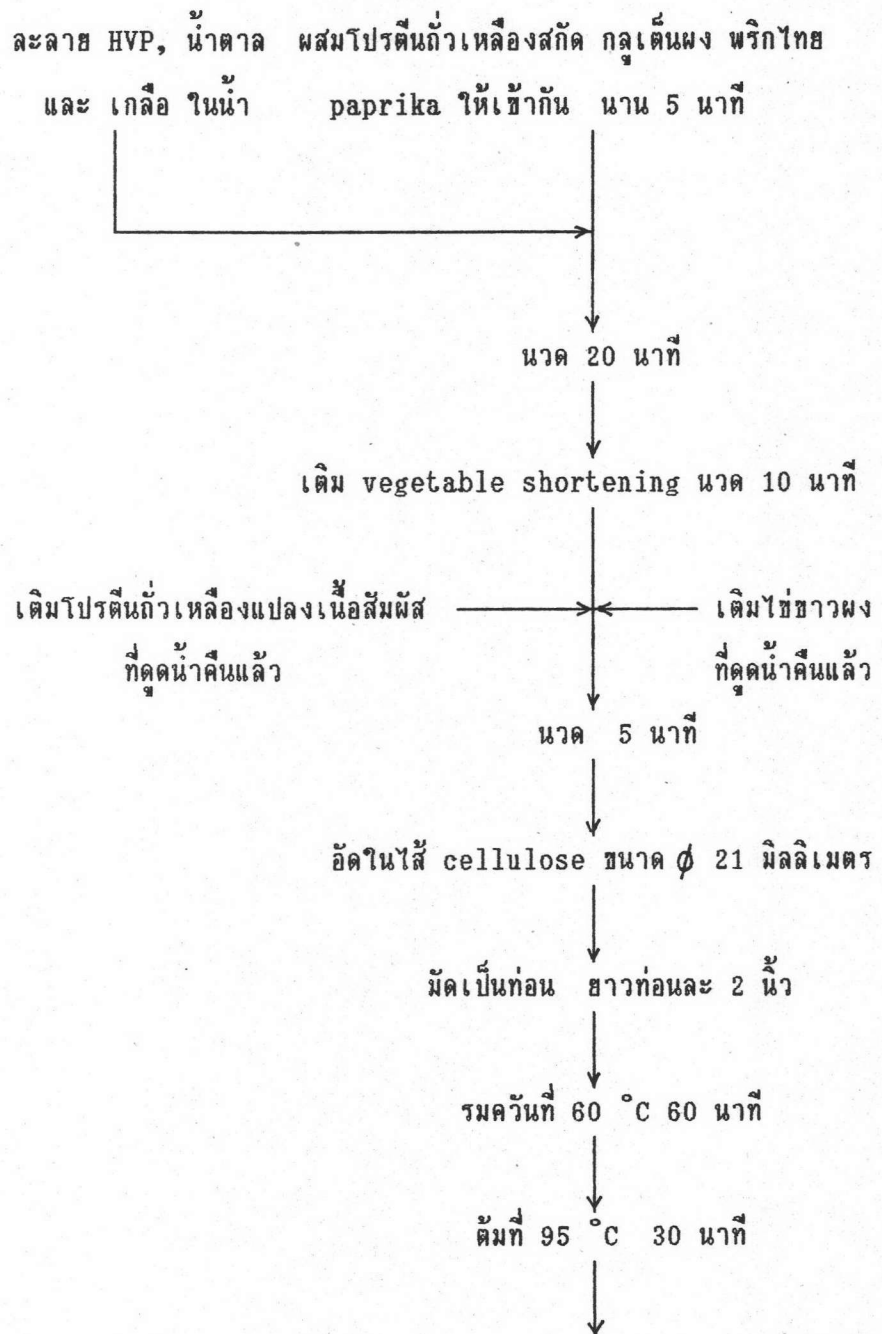 ละลาย HVP, น้ำตาล ผสมโปรตีนถั่วเหลืองสกัด กลูเต็นผง พริกไทย
และ เกลือ ในน้ำ paprika ให้เข้ากัน นาน 5 นาที
นวด 20 นาที
เติม vegetable shortening นวด 10 นาที
เติมโปรตีนถั่วเหลืองแปลงเนื้อสัมผัส เติมไข่ขาวผง
ที่ดูดน้ำคืนแล้ว ที่ดูดน้ำคืนแล้ว
นวด 5 นาที
อัดในไส้ cellulose ขนาด ϕ 21 มิลลิเมตร
มัดเป็นท่อน ยาวท่อนละ 2 นิ้ว
รมควันที่ 60 °C 60 นาที
ต้มที่ 95 °C 30 นาที